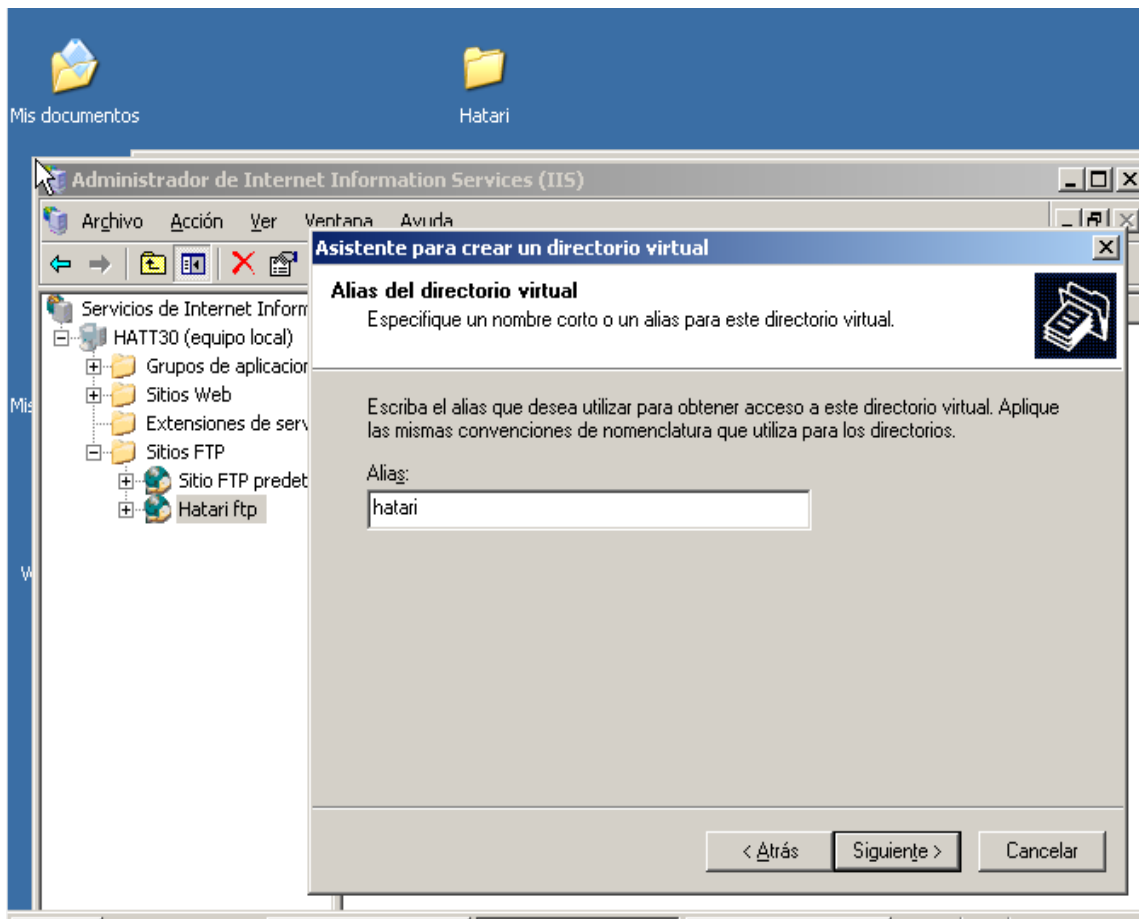 Mis documentos
Hatari
Administrador de Internet Information Services (IIS)
Archivo Acción Ver Ventana Ayuda
Asistente para crear un directorio virtual
Alias del directorio virtual
Especifique un nombre corto o un alias para este directorio virtual.
Servicios de Internet Inform
HATT30 (equipo local)
Grupos de aplicacion
Sitios Web
Extensiones de serv
Sitios FTP
Sitio FTP predet
Hatari ftp
Mis
W
Escriba el alias que desea utilizar para obtener acceso a este directorio virtual. Aplique
las mismas convenciones de nomenclatura que utiliza para los directorios.
Alias:
hatari
< Atrás
Siguiente >
Cancelar